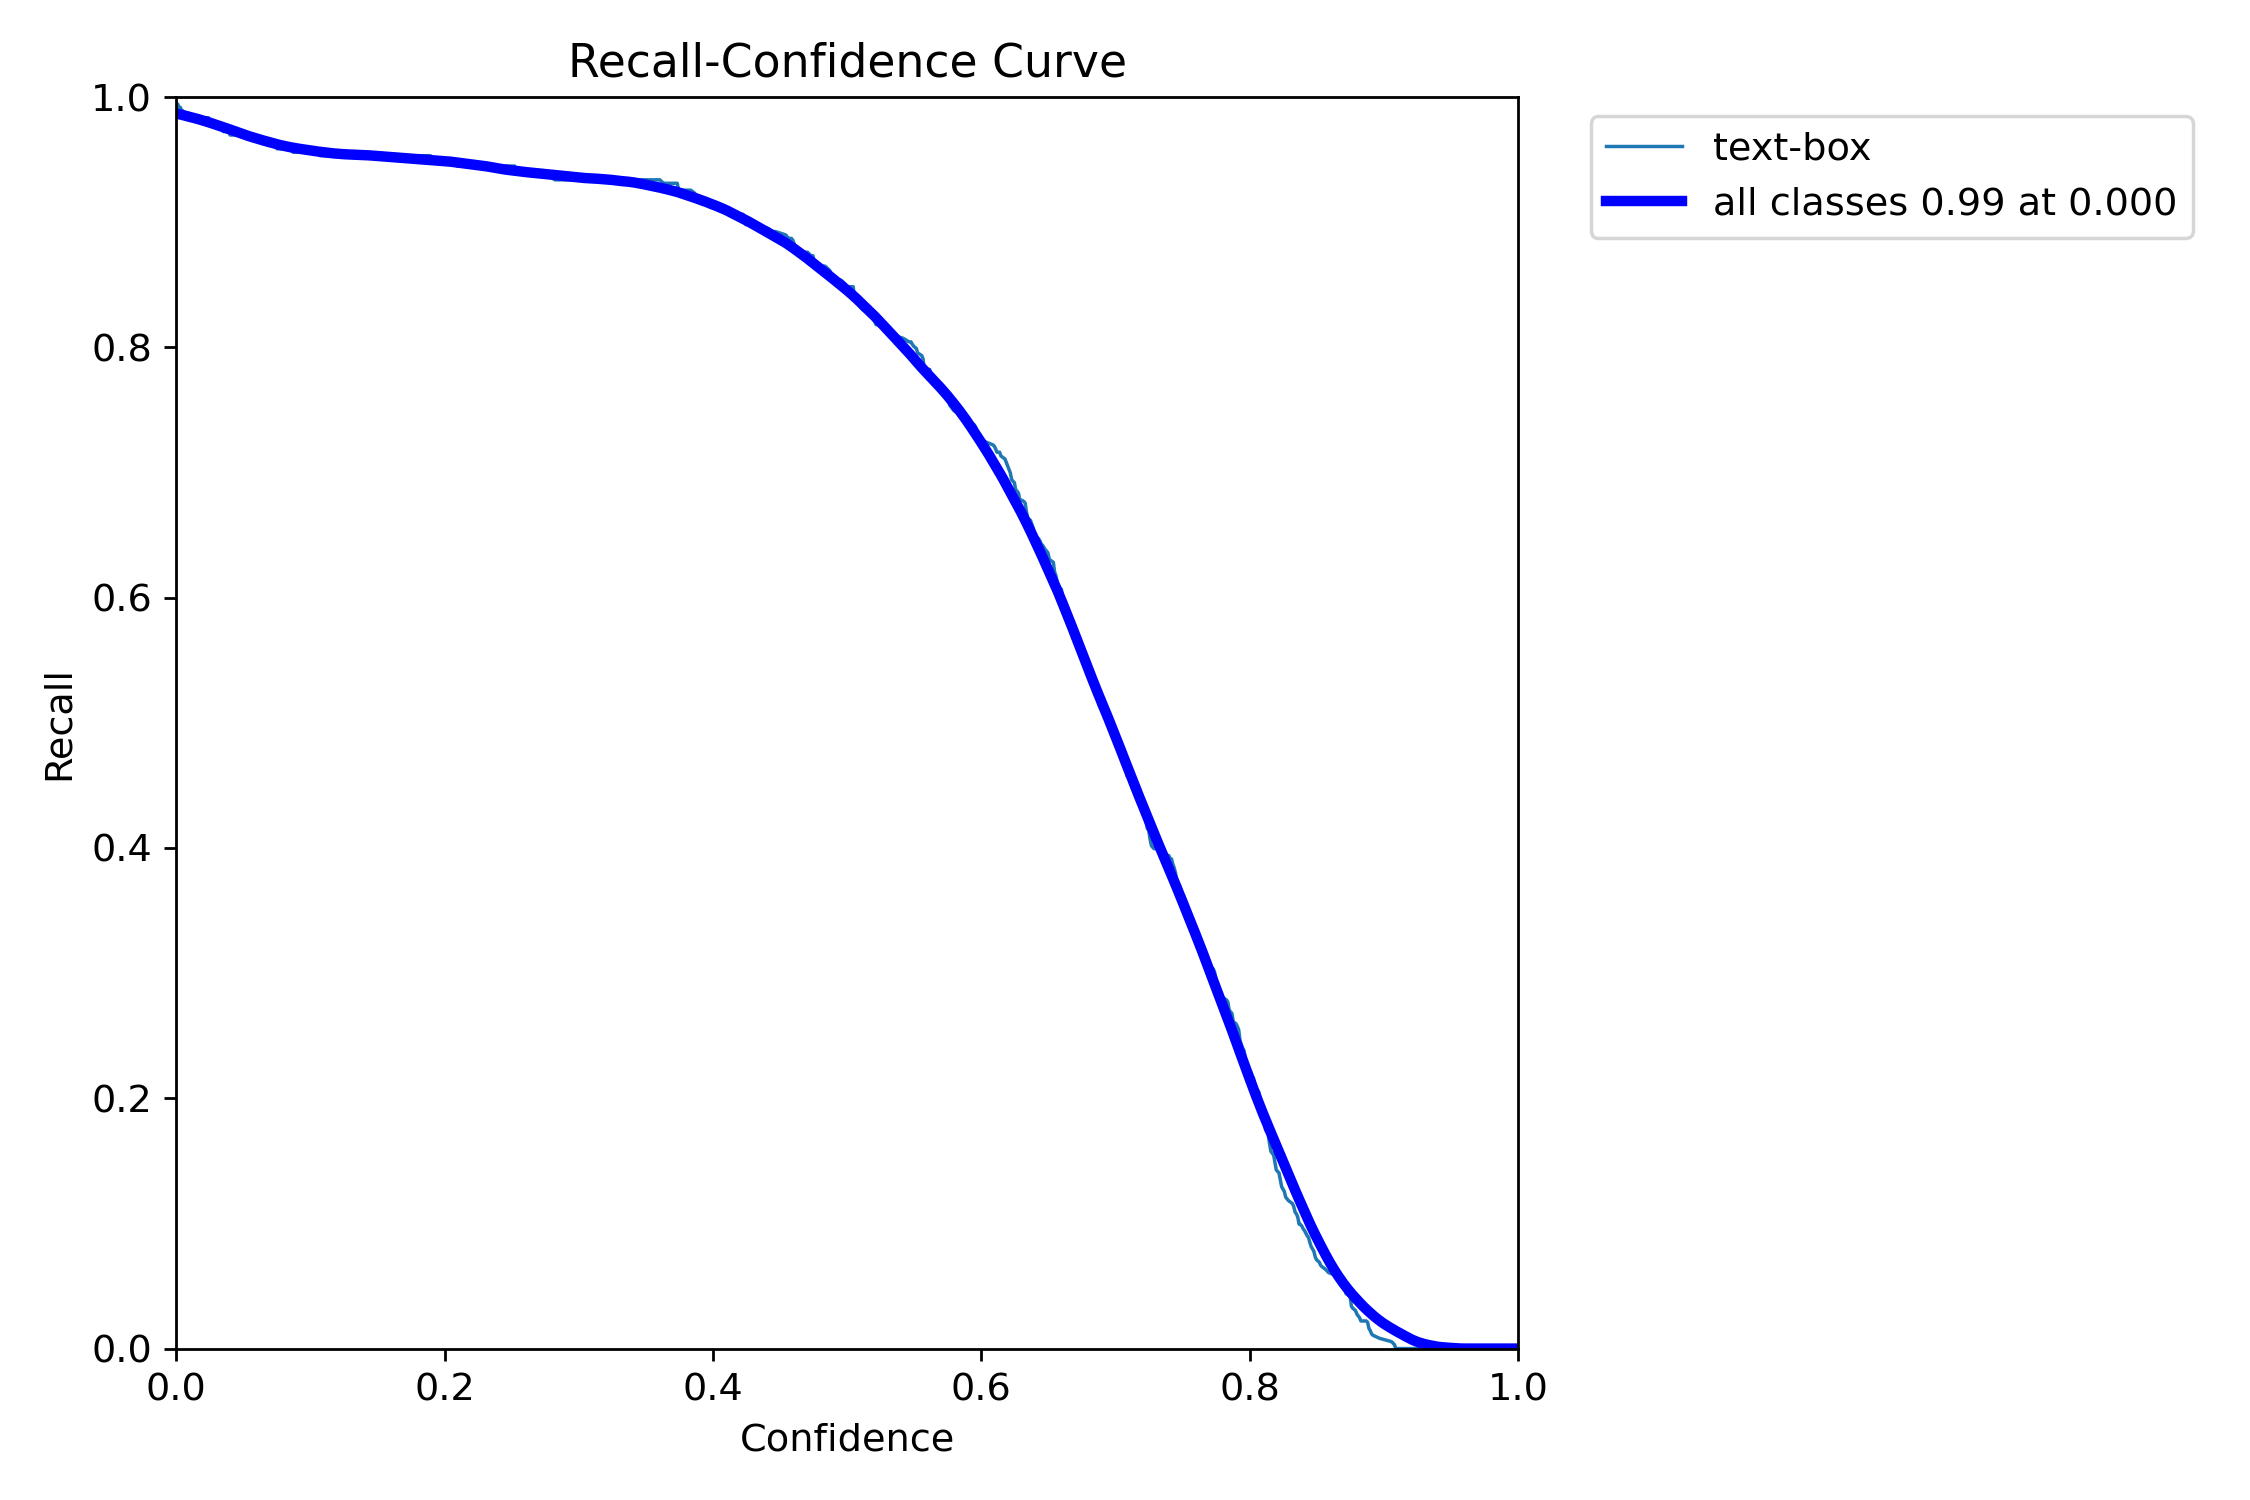 Recall-Confidence Curve
text-box
all classes 0.99 at 0.000
Recall
1.0
0.8
0.6
0.4
0.2
0.0
0.0 0.2 0.4 0.6 0.8 1.0
Confidence